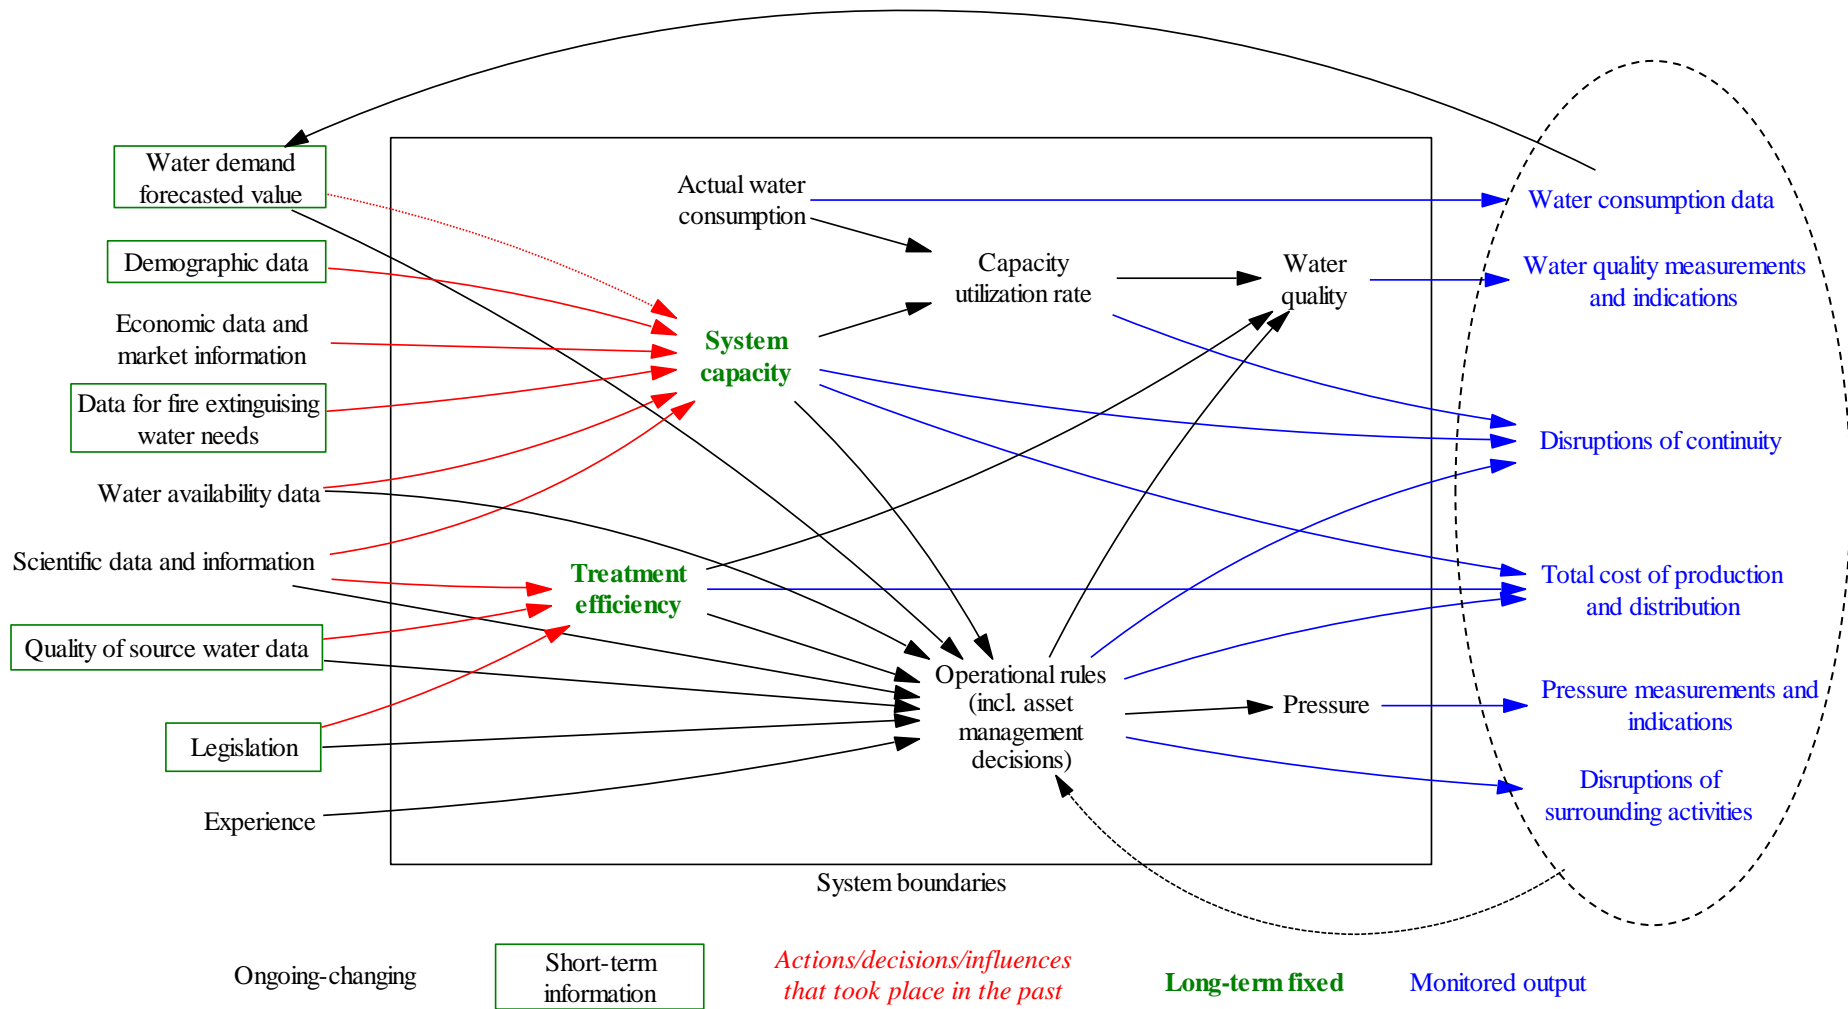 Water demand
forecasted value
Demographic data
Economic data and
market information
Data for fire extinguising
water needs
Water availability data
Scientific data and information
Quality of source water data
Legislation
Experience
Actual water
consumption
Capacity
utilization rate
Water
quality
System
capacity
Treatment
efficiency
Operational rules
(incl. asset
management
decisions)
Pressure
System boundaries
Water consumption data
Water quality measurements
and indications
Disruptions of continuity
Total cost of production
and distribution
Pressure measurements and
indications
Disruptions of
surrounding activities
Ongoing-changing
Short-term
information
Actions/decisions/influences
that took place in the past
Long-term fixed
Monitored output